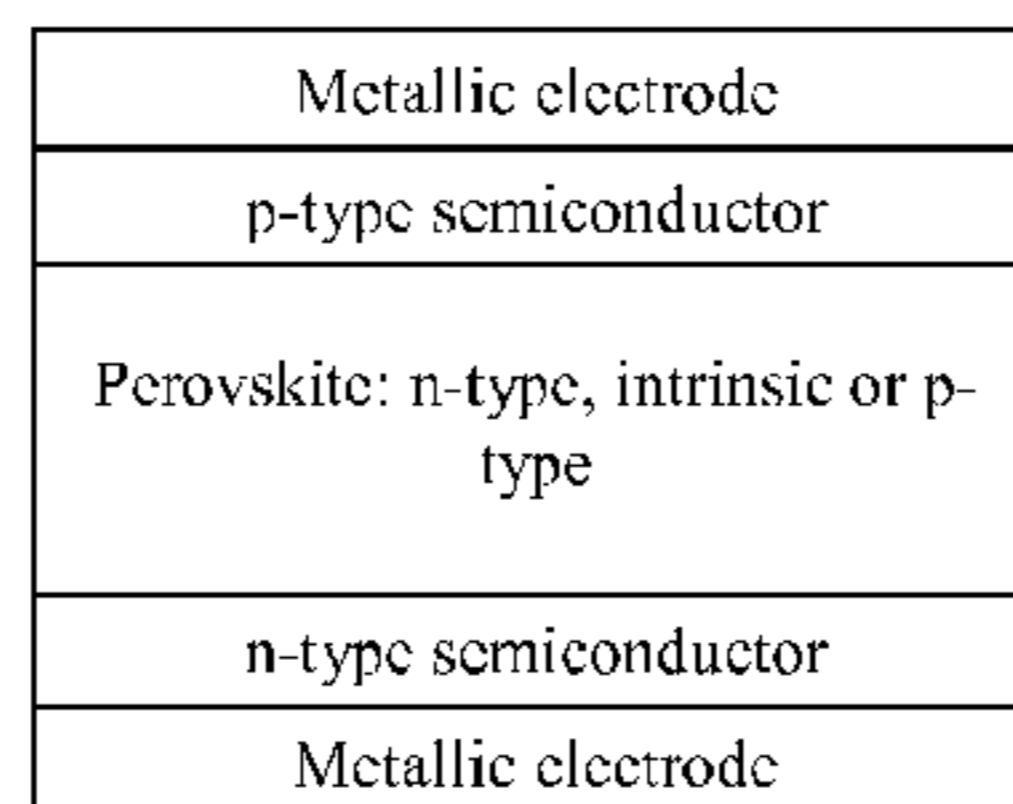 Metallic electrode
p-type semiconductor
Perovskite: n-type, intrinsic or p-
type
n-type semiconductor
Metallic electrode